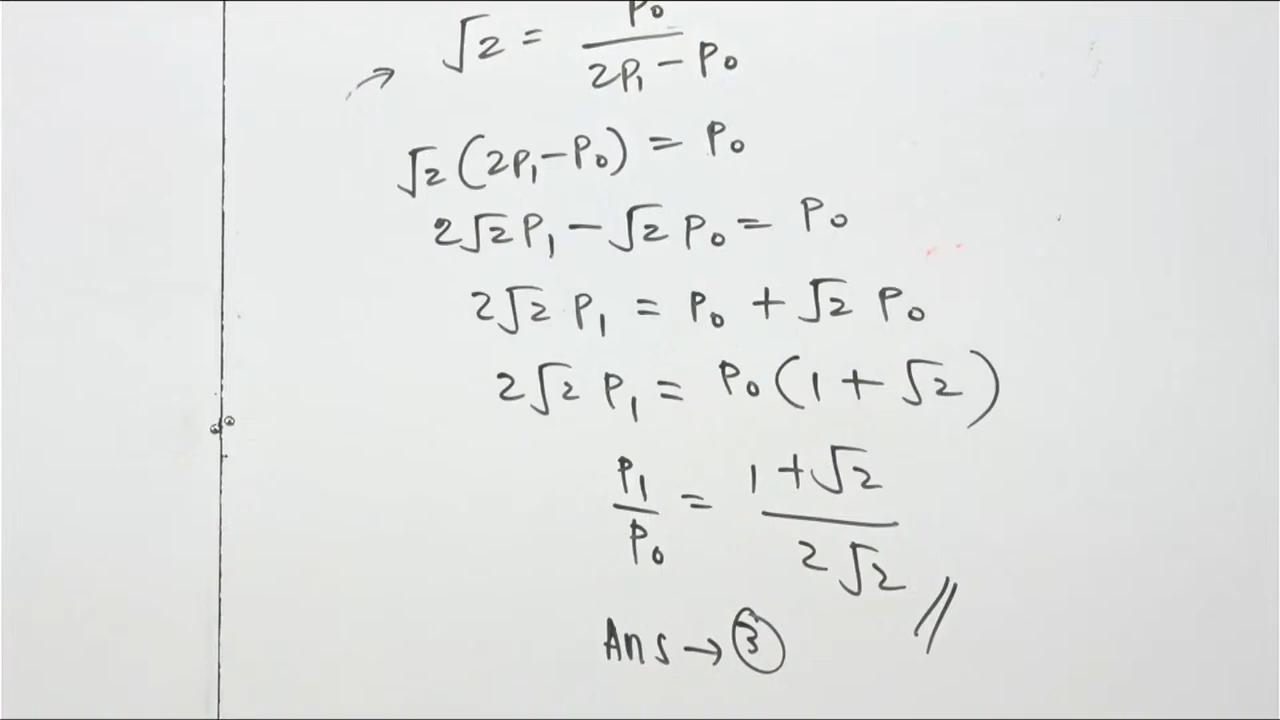 √2 = P₀ / (2P₁ − P₀)
√2 (2P₁ − P₀) = P₀
2√2 P₁ − √2 P₀ = P₀
2√2 P₁ = P₀ + √2 P₀
2√2 P₁ = P₀ (1 + √2)
P₁ / P₀ = (1 + √2) / (2√2) //
Ans → ③